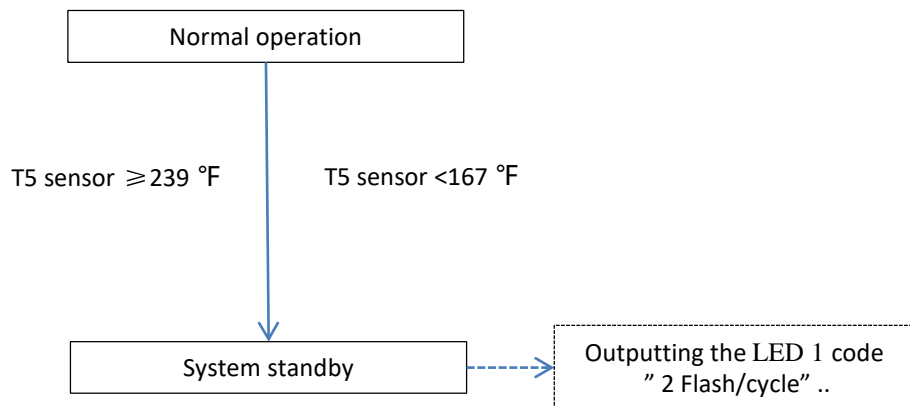 Normal operation
T5 sensor ≥239 ℉
T5 sensor <167 ℉
System standby
Outputting the LED 1 code
” 2 Flash/cycle” ..